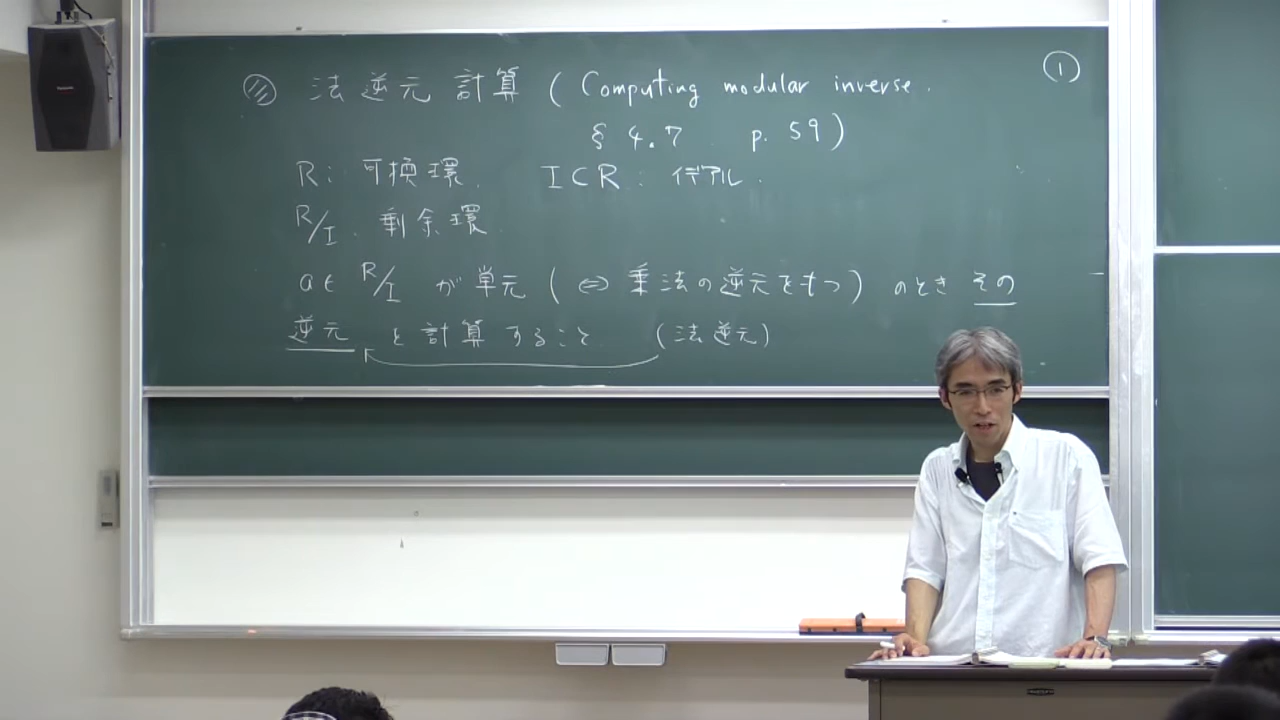 法逆元計算 ( Computing modular inverse.
①
§ 4.7 p. 59 )
R: 可換環. I⊂R: イデアル.
R/I. 剰余環
a∈ R/I が単元 ( ⇔ 乗法の逆元をもつ ) のとき その
逆元 を計算すること (法逆元)
Panasonic